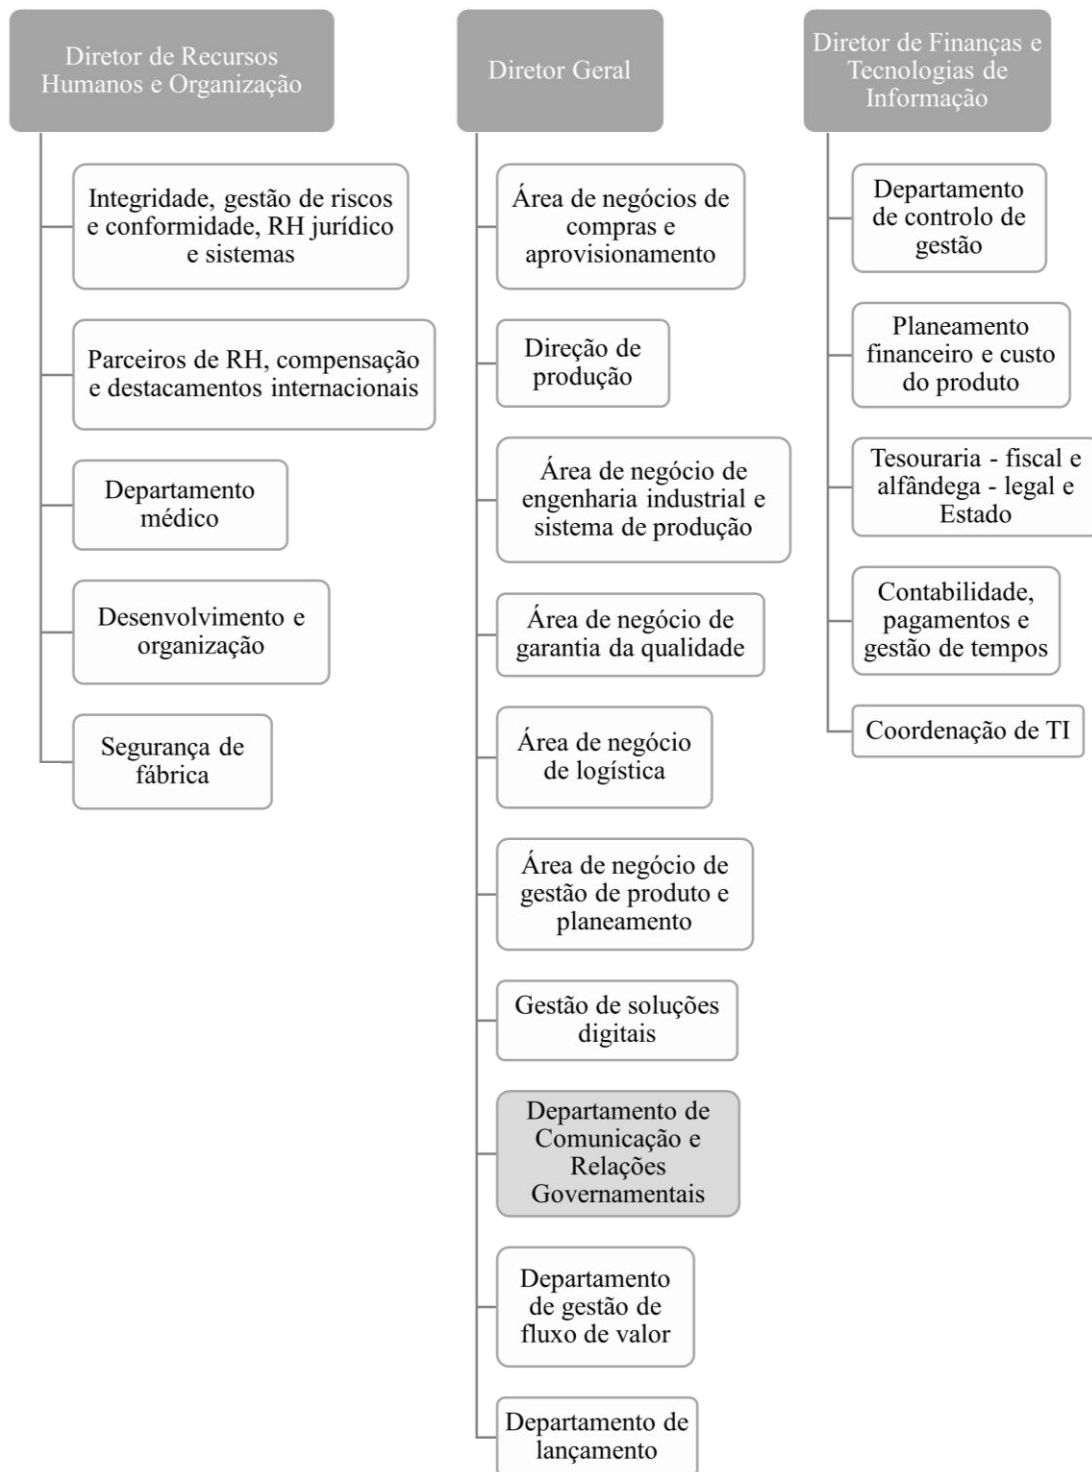 Diretor de Recursos
Humanos e Organização
Integridade, gestão de riscos
e conformidade, RH jurídico
e sistemas
Parceiros de RH, compensação
e destacamentos internacionais
Departamento
médico
Desenvolvimento e
organização
Segurança de
fábrica
Diretor Geral
Área de negócios de
compras e
aprovisionamento
Direção de
produção
Área de negócio de
engenharia industrial e
sistema de produção
Área de negócio de
garantia da qualidade
Área de negócio
de logística
Área de negócio de
gestão de produto e
planeamento
Gestão de soluções
digitais
Departamento de
Comunicação e
Relações
Governamentais
Departamento
de gestão de
fluxo de valor
Departamento de
lançamento
Diretor de Finanças e
Tecnologias de
Informação
Departamento
de controlo de
gestão
Planeamento
financeiro e custo
do produto
Tesouraria - fiscal e
alfândega - legal e
Estado
Contabilidade,
pagamentos e
gestão de tempos
Coordenação de TI